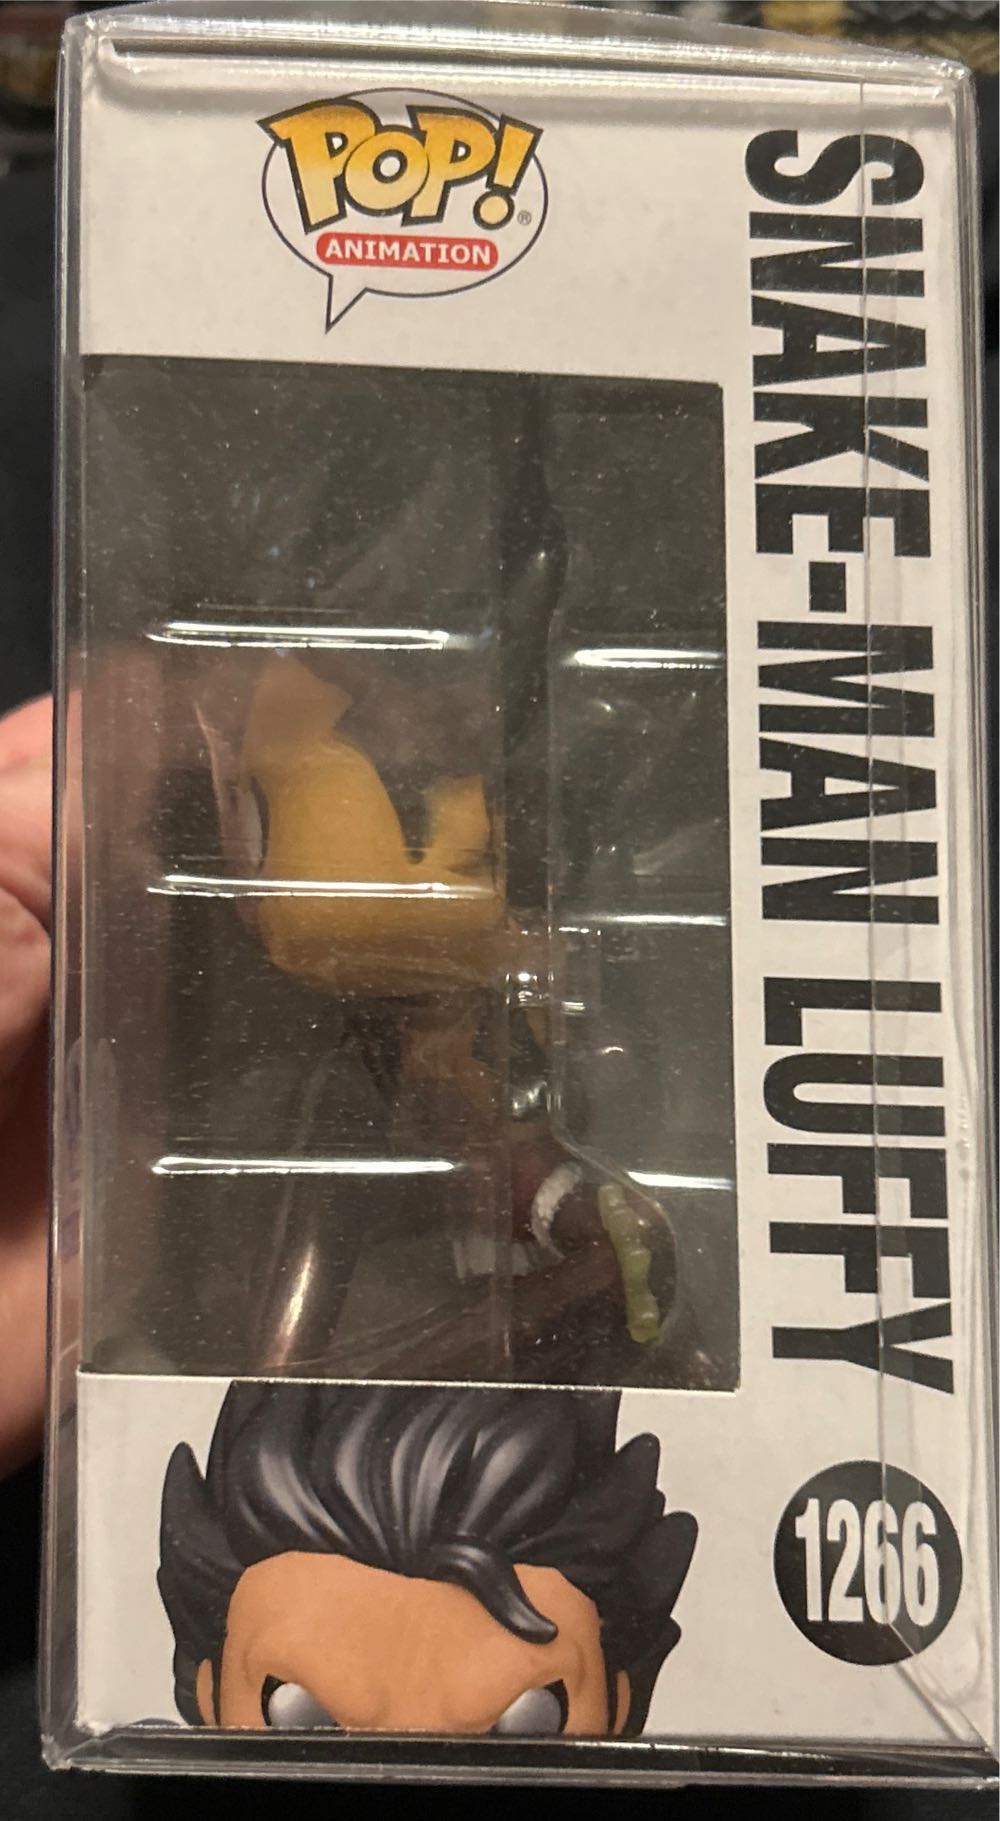 POP!®
ANIMATION
SNAKE-MAN LUFFY
1266